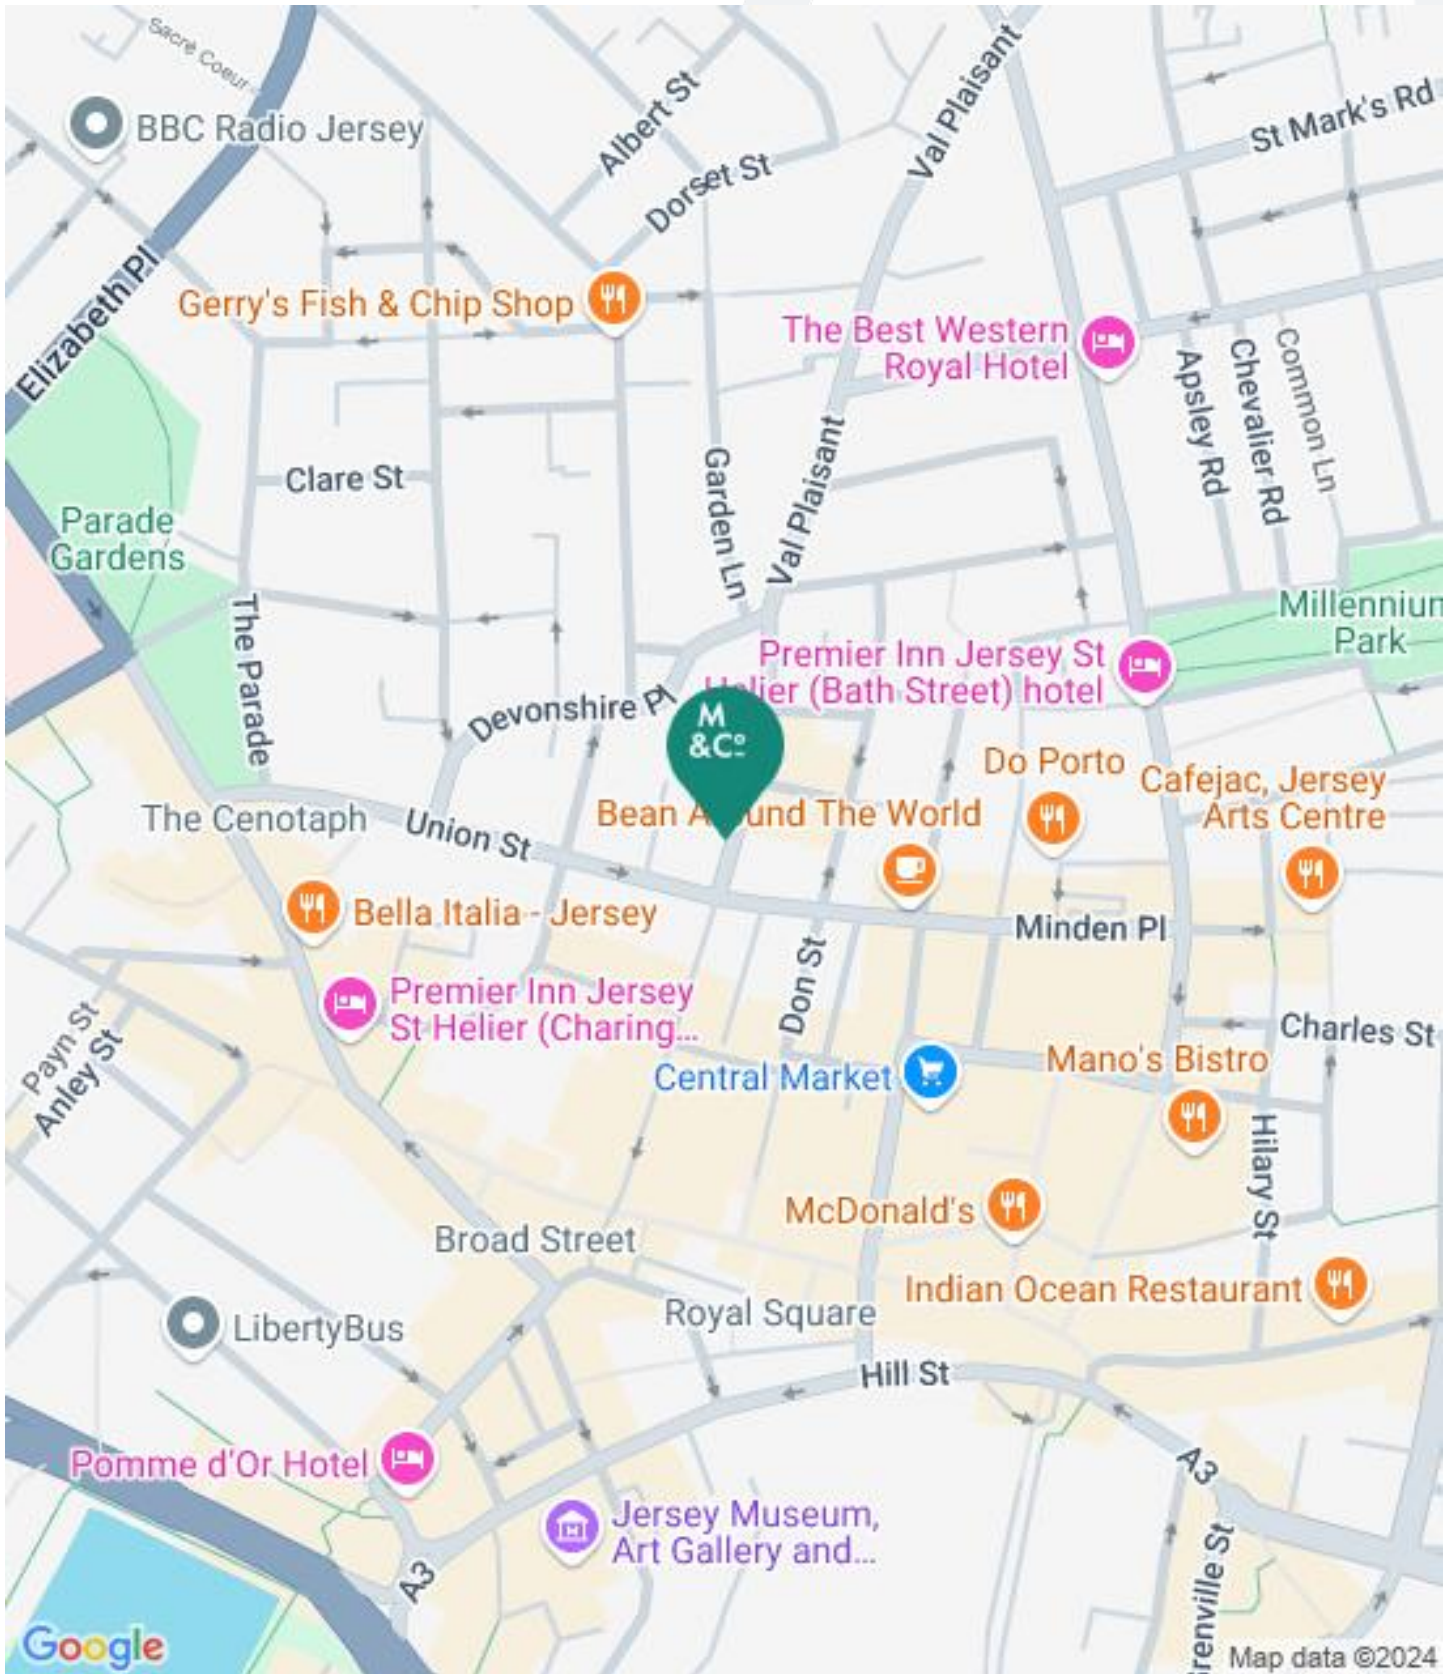 Sacré Coeur
BBC Radio Jersey
Albert St
Val Plaisant
St Mark's Rd
Dorset St
Elizabeth Pl
Gerry's Fish & Chip Shop
The Best Western
Royal Hotel
Apsley Rd
Chevalier Rd
Common Ln
Clare St
Garden Ln
Val Plaisant
Parade
Gardens
The Parade
Millennium
Park
Premier Inn Jersey St
Helier (Bath Street) hotel
Devonshire Pl
M
&Cº
Do Porto
Cafejac, Jersey
Arts Centre
The Cenotaph
Union St
Bean Around The World
Bella Italia - Jersey
Minden Pl
Premier Inn Jersey
St Helier (Charing...
Don St
Payn St
Anley St
Charles St
Central Market
Mano's Bistro
Hilary St
McDonald's
Broad Street
Indian Ocean Restaurant
Royal Square
LibertyBus
Hill St
Pomme d'Or Hotel
A3
Jersey Museum,
Art Gallery and...
A3
Grenville St
Google
Map data ©2024